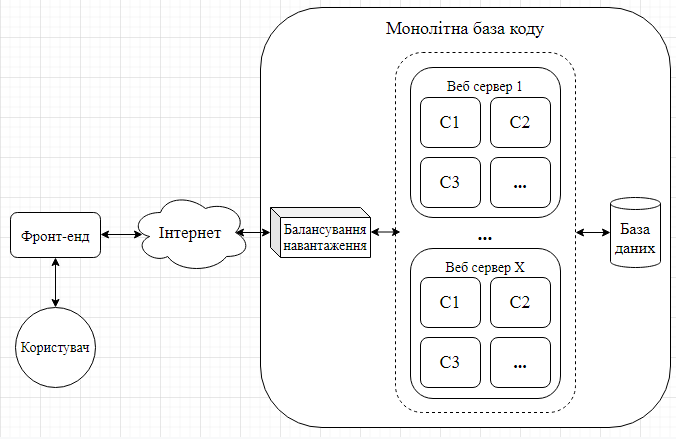 Монолітна база коду
Веб сервер 1
C1
C2
C3
...
...
Веб сервер X
C1
C2
C3
...
Балансування
навантаження
База
даних
Інтернет
Фронт-енд
Користувач